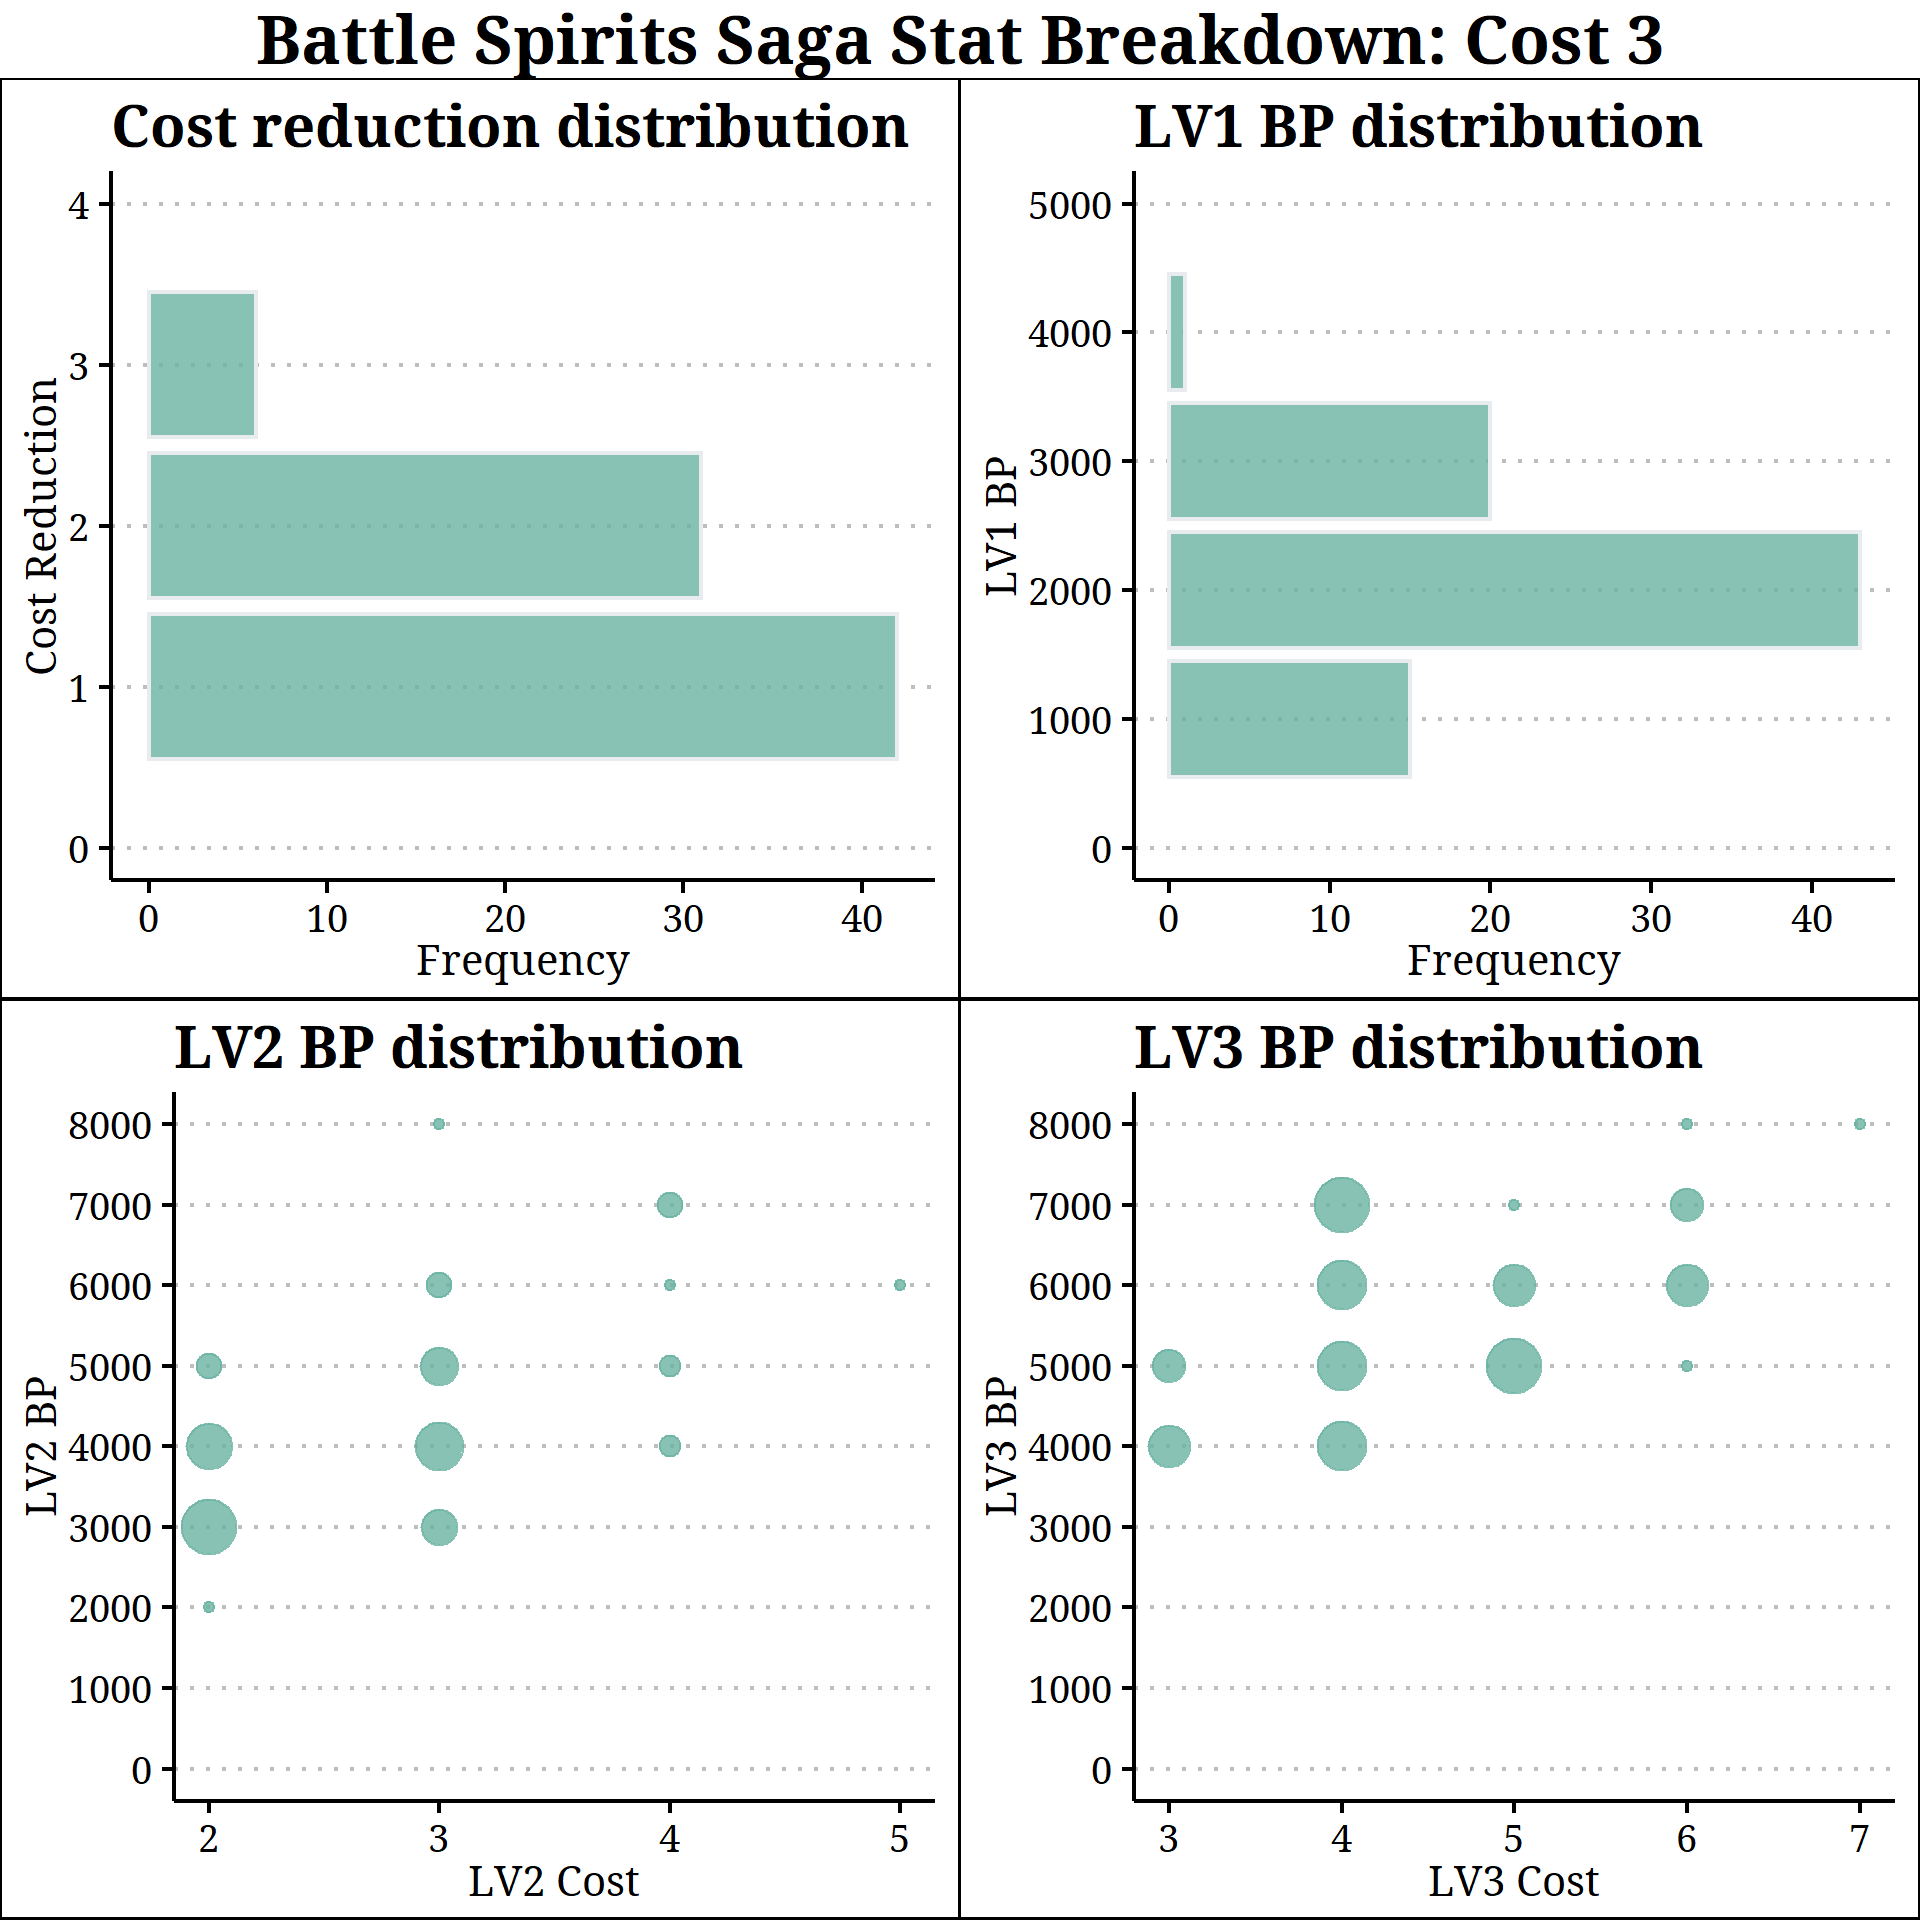 Battle Spirits Saga Stat Breakdown: Cost 3
Cost reduction distribution
Cost Reduction
4
3
2
1
0
0 10 20 30 40
Frequency
LV1 BP distribution
LV1 BP
5000
4000
3000
2000
1000
0
0 10 20 30 40
Frequency
LV2 BP distribution
LV2 BP
8000
7000
6000
5000
4000
3000
2000
1000
0
2 3 4 5
LV2 Cost
LV3 BP distribution
LV3 BP
8000
7000
6000
5000
4000
3000
2000
1000
0
3 4 5 6 7
LV3 Cost